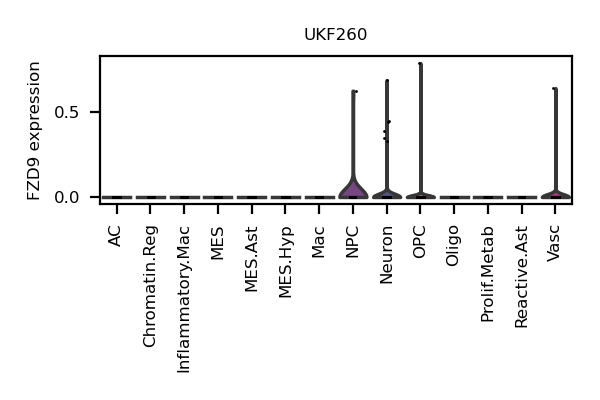 UKF260
FZD9 expression
0.5
0.0
AC
Chromatin.Reg
Inflammatory.Mac
MES
MES.Ast
MES.Hyp
Mac
NPC
Neuron
OPC
Oligo
Prolif.Metab
Reactive.Ast
Vasc